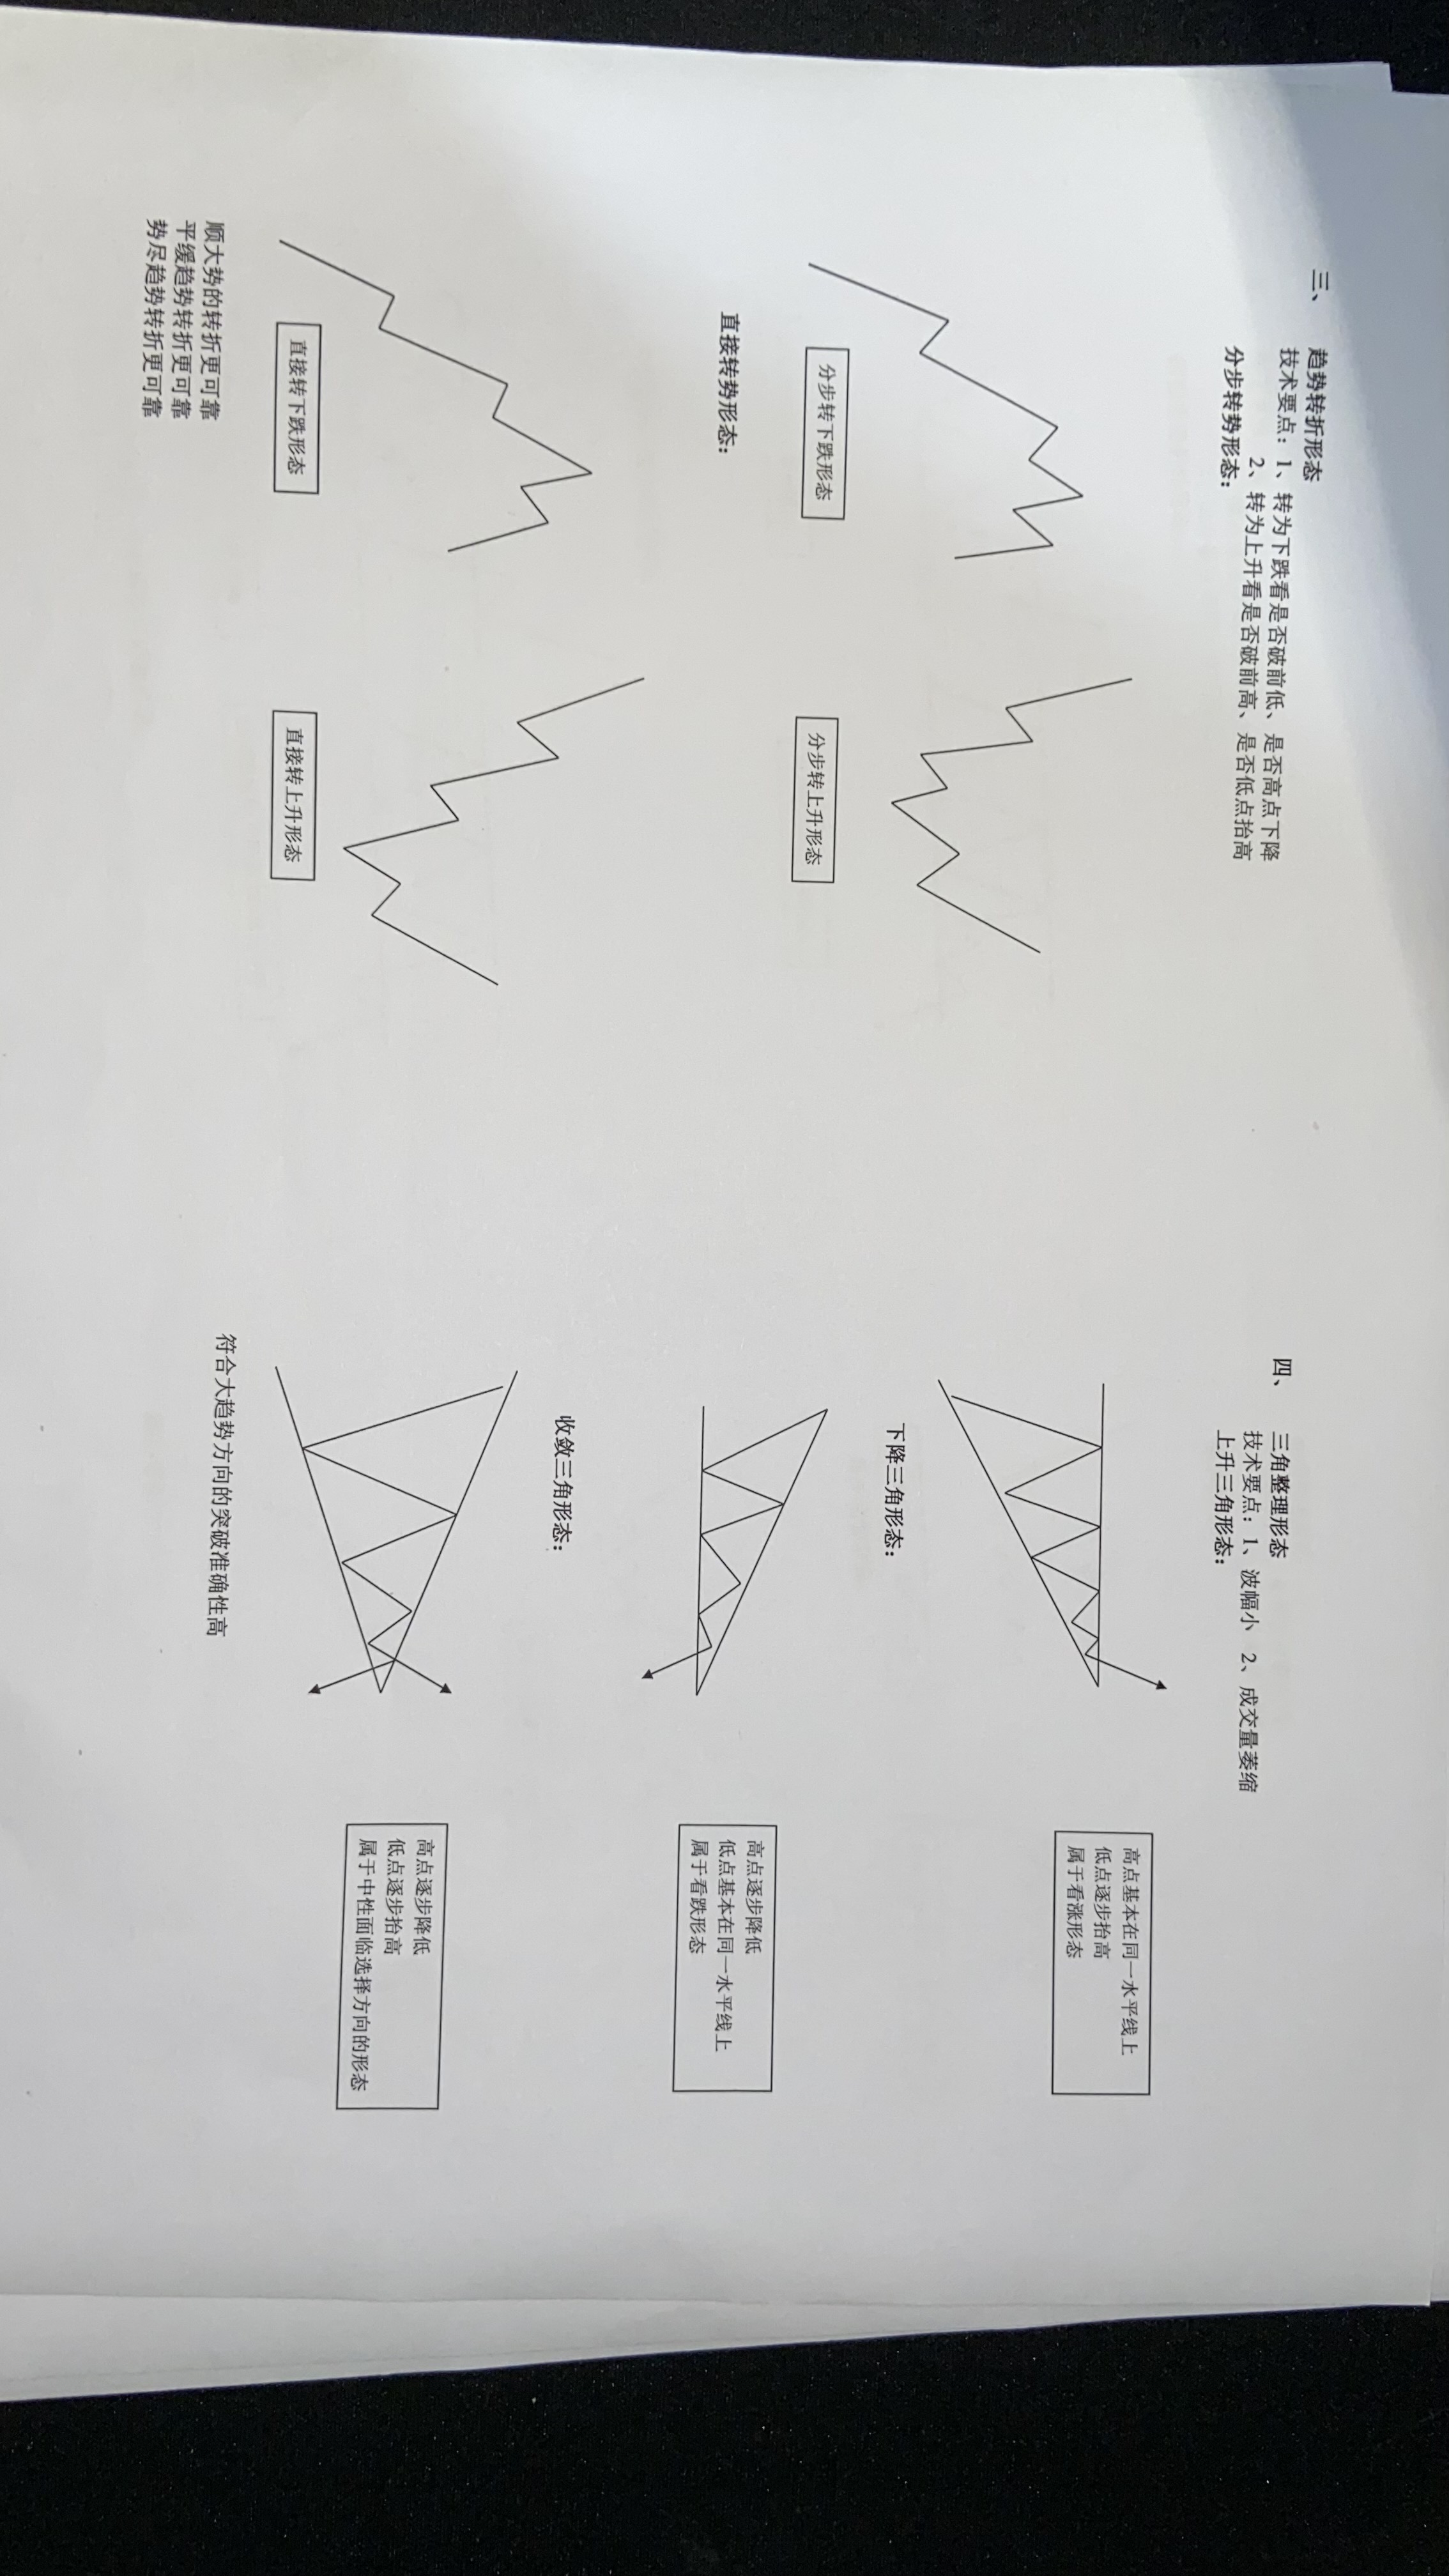 三、 趋势转折形态
技术要点：1、转为下跌看是否破前低、是否高点下降
2、转为上升看是否破前高、是否低点抬高
分步转势形态：
分步转下跌形态
分步转上升形态
直接转势形态：
直接转下跌形态
直接转上升形态
顺大势的转折更可靠
平缓趋势转折更可靠
势尽趋势转折更可靠
四、 三角整理形态
技术要点：1、波幅小 2、成交量萎缩
上升三角形态：
高点基本在同一水平线上
低点逐步抬高
属于看涨形态
下降三角形态：
高点逐步降低
低点基本在同一水平线上
属于看跌形态
收敛三角形态：
高点逐步降低
低点逐步抬高
属于中性面临选择方向的形态
符合大趋势方向的突破准确性高